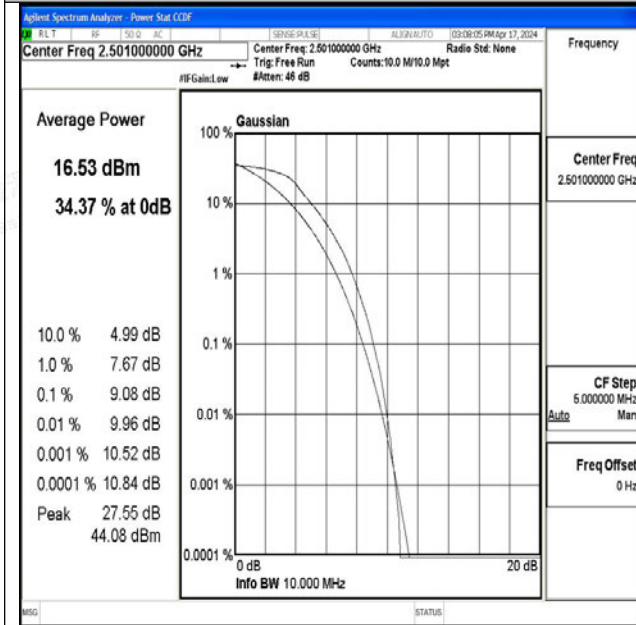 Agilent Spectrum Analyzer - Power Stat CCDF
RL T RF 50 Ω AC SENSE:PULSE ALIGNAUTO 03:08:05 PM Apr 17, 2024
Center Freq 2.501000000 GHz
Center Freq: 2.501000000 GHz Radio Std: None
Trig: Free Run Counts:10.0 M/10.0 Mpt
#IFGain:Low #Atten: 46 dB
Frequency
Average Power
16.53 dBm
34.37 % at 0dB
10.0 % 4.99 dB
1.0 % 7.67 dB
0.1 % 9.08 dB
0.01 % 9.96 dB
0.001 % 10.52 dB
0.0001 % 10.84 dB
Peak 27.55 dB
44.08 dBm
Gaussian
100 %
10 %
1 %
0.1 %
0.01 %
0.001 %
0.0001 %
0 dB 20 dB
Info BW 10.000 MHz
Center Freq
2.501000000 GHz
CF Step
5.000000 MHz
Auto Man
Freq Offset
0 Hz
MSG STATUS